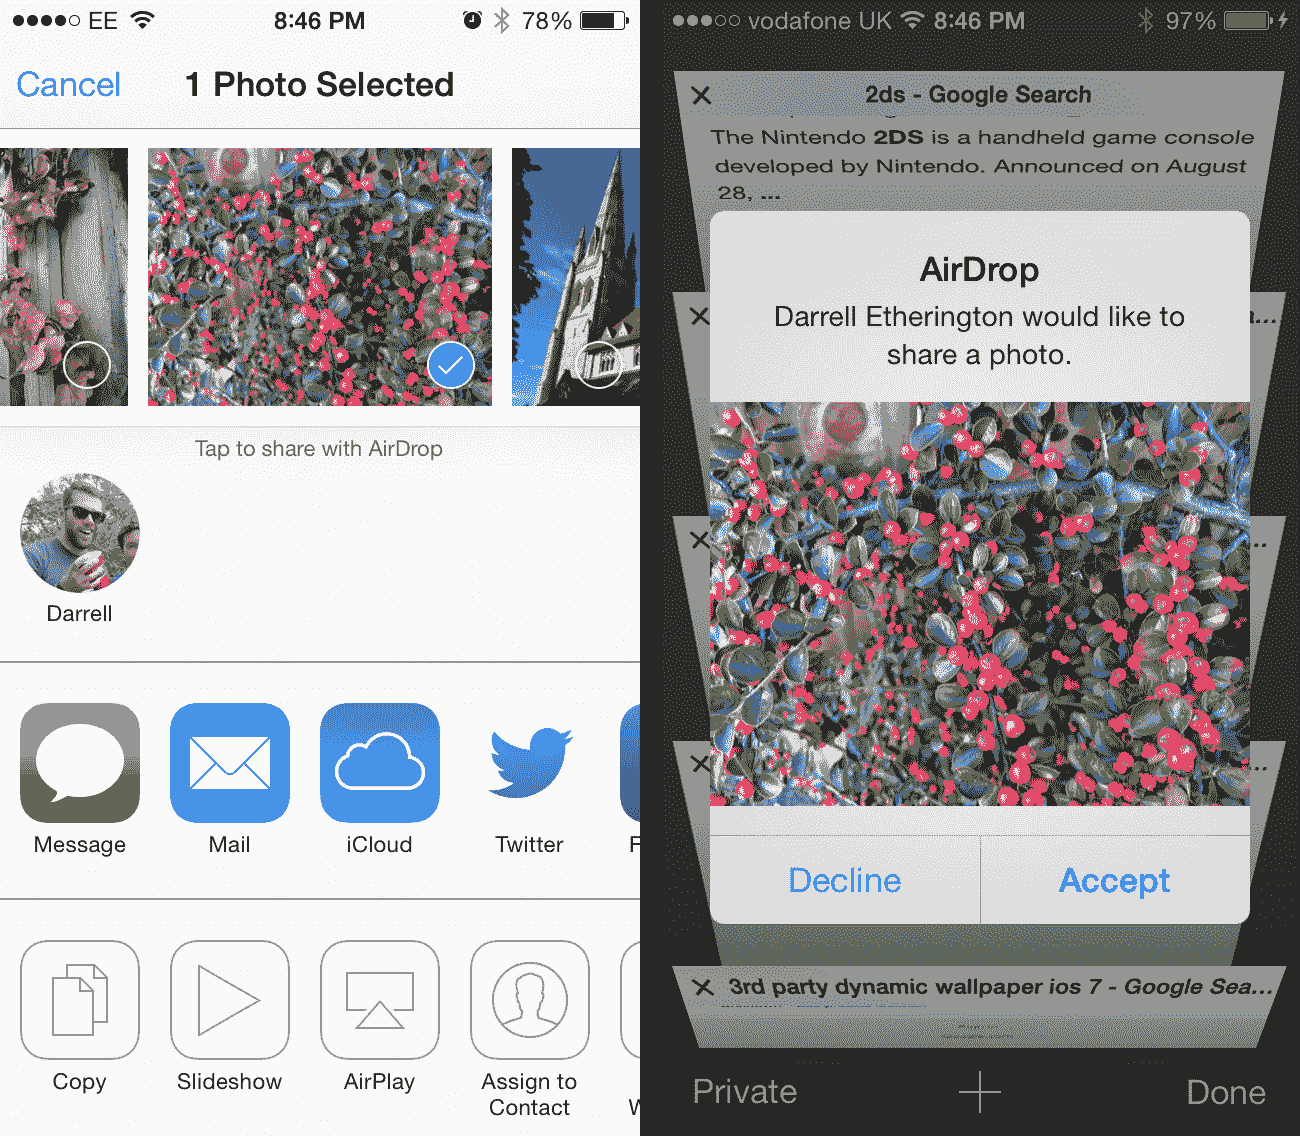 EE 8:46 PM 78%
Cancel 1 Photo Selected
Tap to share with AirDrop
Darrell
Message Mail iCloud Twitter F
Copy Slideshow AirPlay Assign to
Contact W
vodafone UK 8:46 PM 97%
2ds - Google Search
The Nintendo 2DS is a handheld game console
developed by Nintendo. Announced on August
28, ...
AirDrop
Darrell Etherington would like to
share a photo.
a...
...
...
Decline Accept
3rd party dynamic wallpaper ios 7 - Google Sea...
Private Done